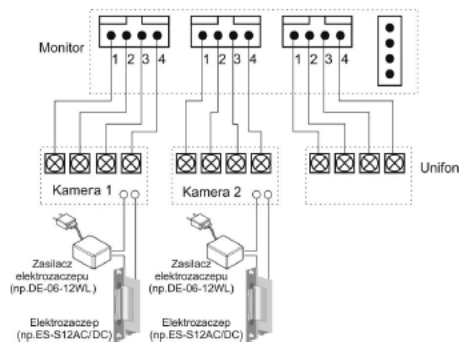 Monitor
1 2 3 4
1 2 3 4
1 2 3 4
Kamera 1
Kamera 2
Unifon
Zasilacz
elektrozaczepu
(np.DE-06-12WL)
Zasilacz
elektrozaczepu
(np.DE-06-12WL)
Elektrozaczep
(np.ES-S12AC/DC)
Elektrozaczep
(np.ES-S12AC/DC)